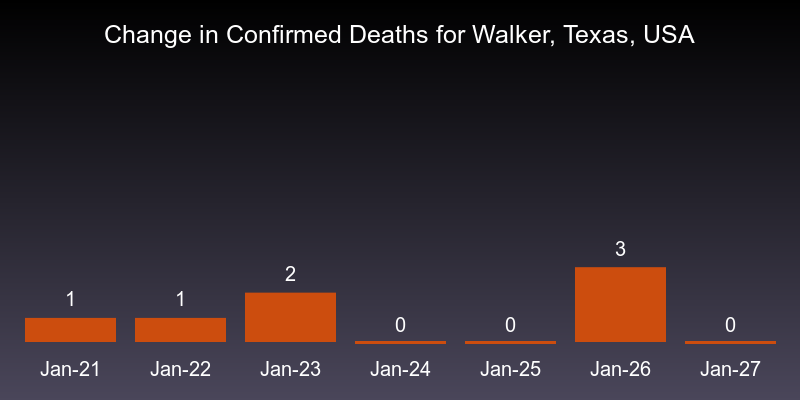 Change in Confirmed Deaths for Walker, Texas, USA
3
2
1 1
0 0 0
Jan-21 Jan-22 Jan-23 Jan-24 Jan-25 Jan-26 Jan-27